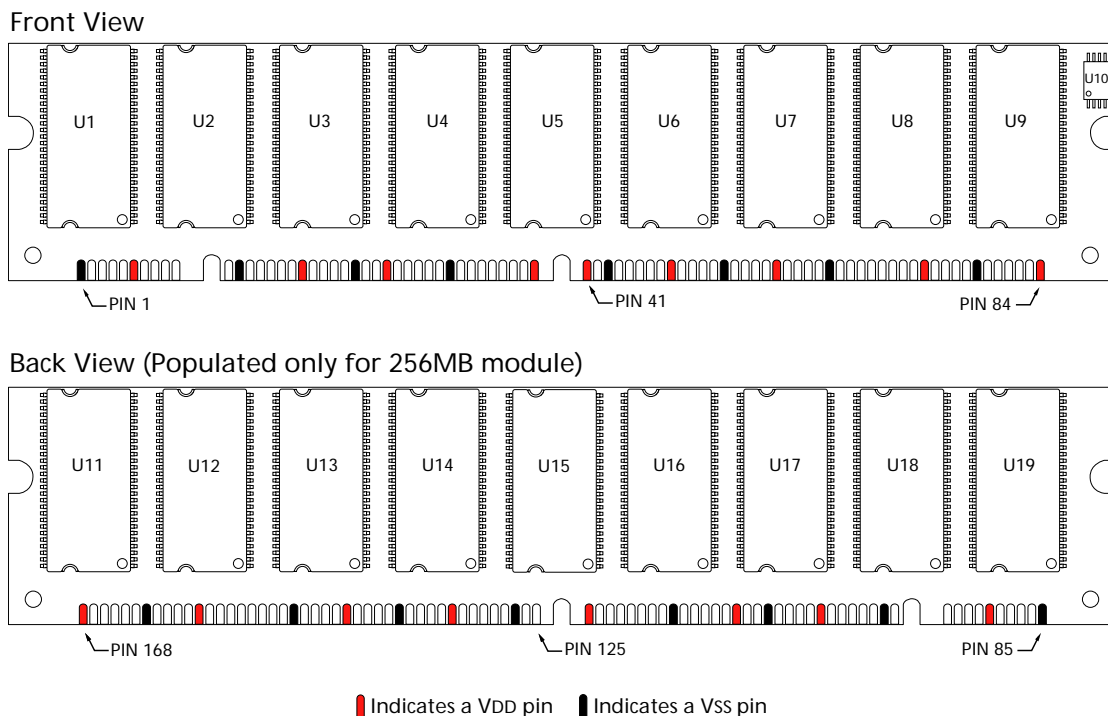 Front View
U1 U2 U3 U4 U5 U6 U7 U8 U9 U10
PIN 1 PIN 41 PIN 84
Back View (Populated only for 256MB module)
U11 U12 U13 U14 U15 U16 U17 U18 U19
PIN 168 PIN 125 PIN 85
Indicates a VDD pin Indicates a VSS pin